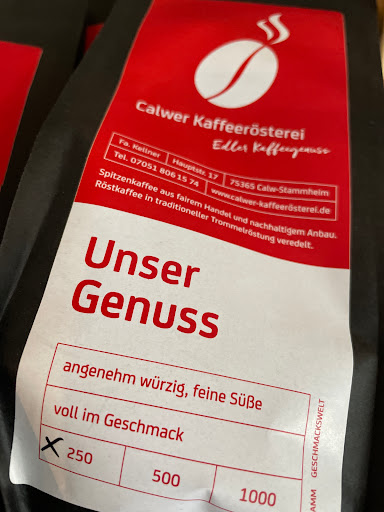 Calwer Kaffeerösterei
Edler Kaffeegenuss
Fa. Kellner Hauptstr. 17 75365 Calw-Stammheim
Tel. 07051 806 15 74 www.calwer-kaffeerösterei.de
Spitzenkaffee aus fairem Handel und nachhaltigem Anbau.
Röstkaffee in traditioneller Trommelröstung veredelt.
Unser
Genuss
angenehm würzig, feine Süße
voll im Geschmack
X 250 500 1000
GESCHMACKSWELT
AMM